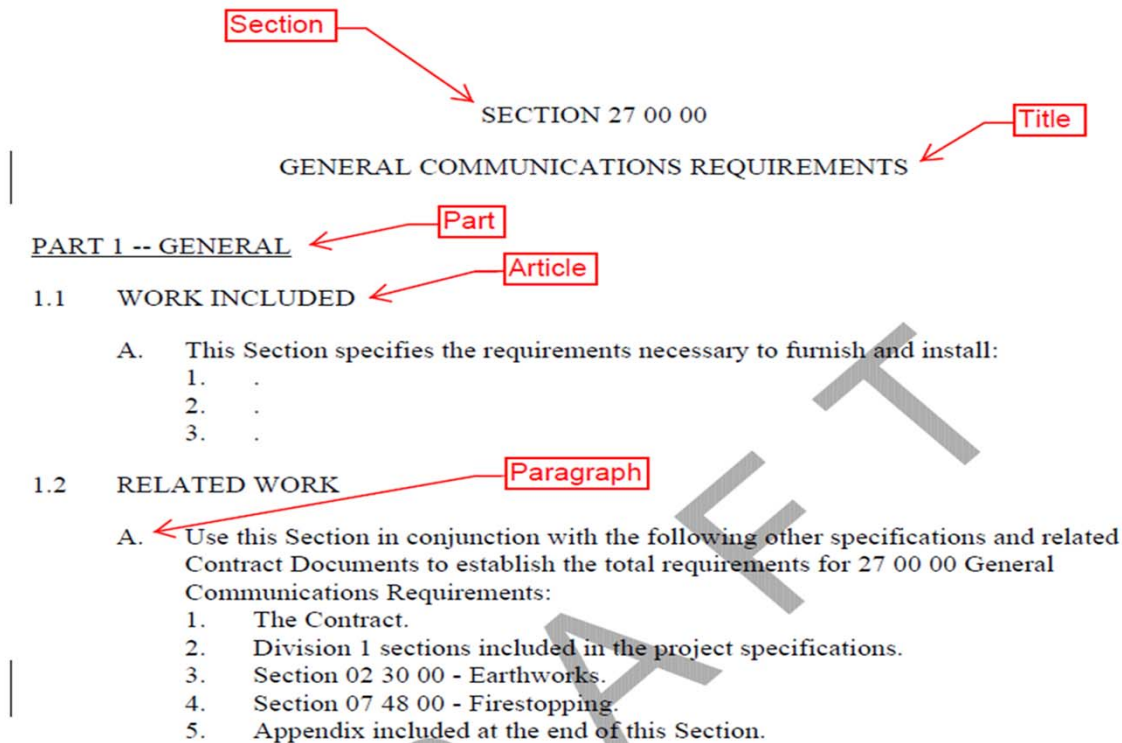 Section
SECTION 27 00 00
Title
GENERAL COMMUNICATIONS REQUIREMENTS
Part
PART 1 -- GENERAL
Article
1.1 WORK INCLUDED
A. This Section specifies the requirements necessary to furnish and install:
1. .
2. .
3. .
Paragraph
1.2 RELATED WORK
A. Use this Section in conjunction with the following other specifications and related
Contract Documents to establish the total requirements for 27 00 00 General
Communications Requirements:
1. The Contract.
2. Division 1 sections included in the project specifications.
3. Section 02 30 00 - Earthworks.
4. Section 07 48 00 - Firestopping.
5. Appendix included at the end of this Section.
A F T